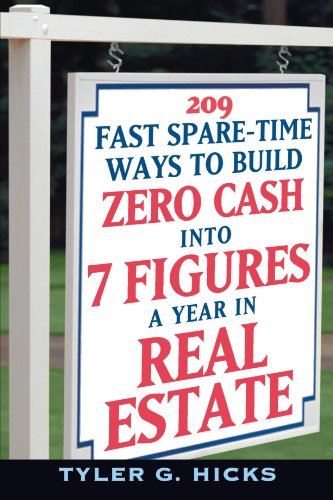 209
FAST SPARE-TIME
WAYS TO BUILD
ZERO CASH
INTO
7 FIGURES
A YEAR IN
REAL
ESTATE
TYLER G. HICKS